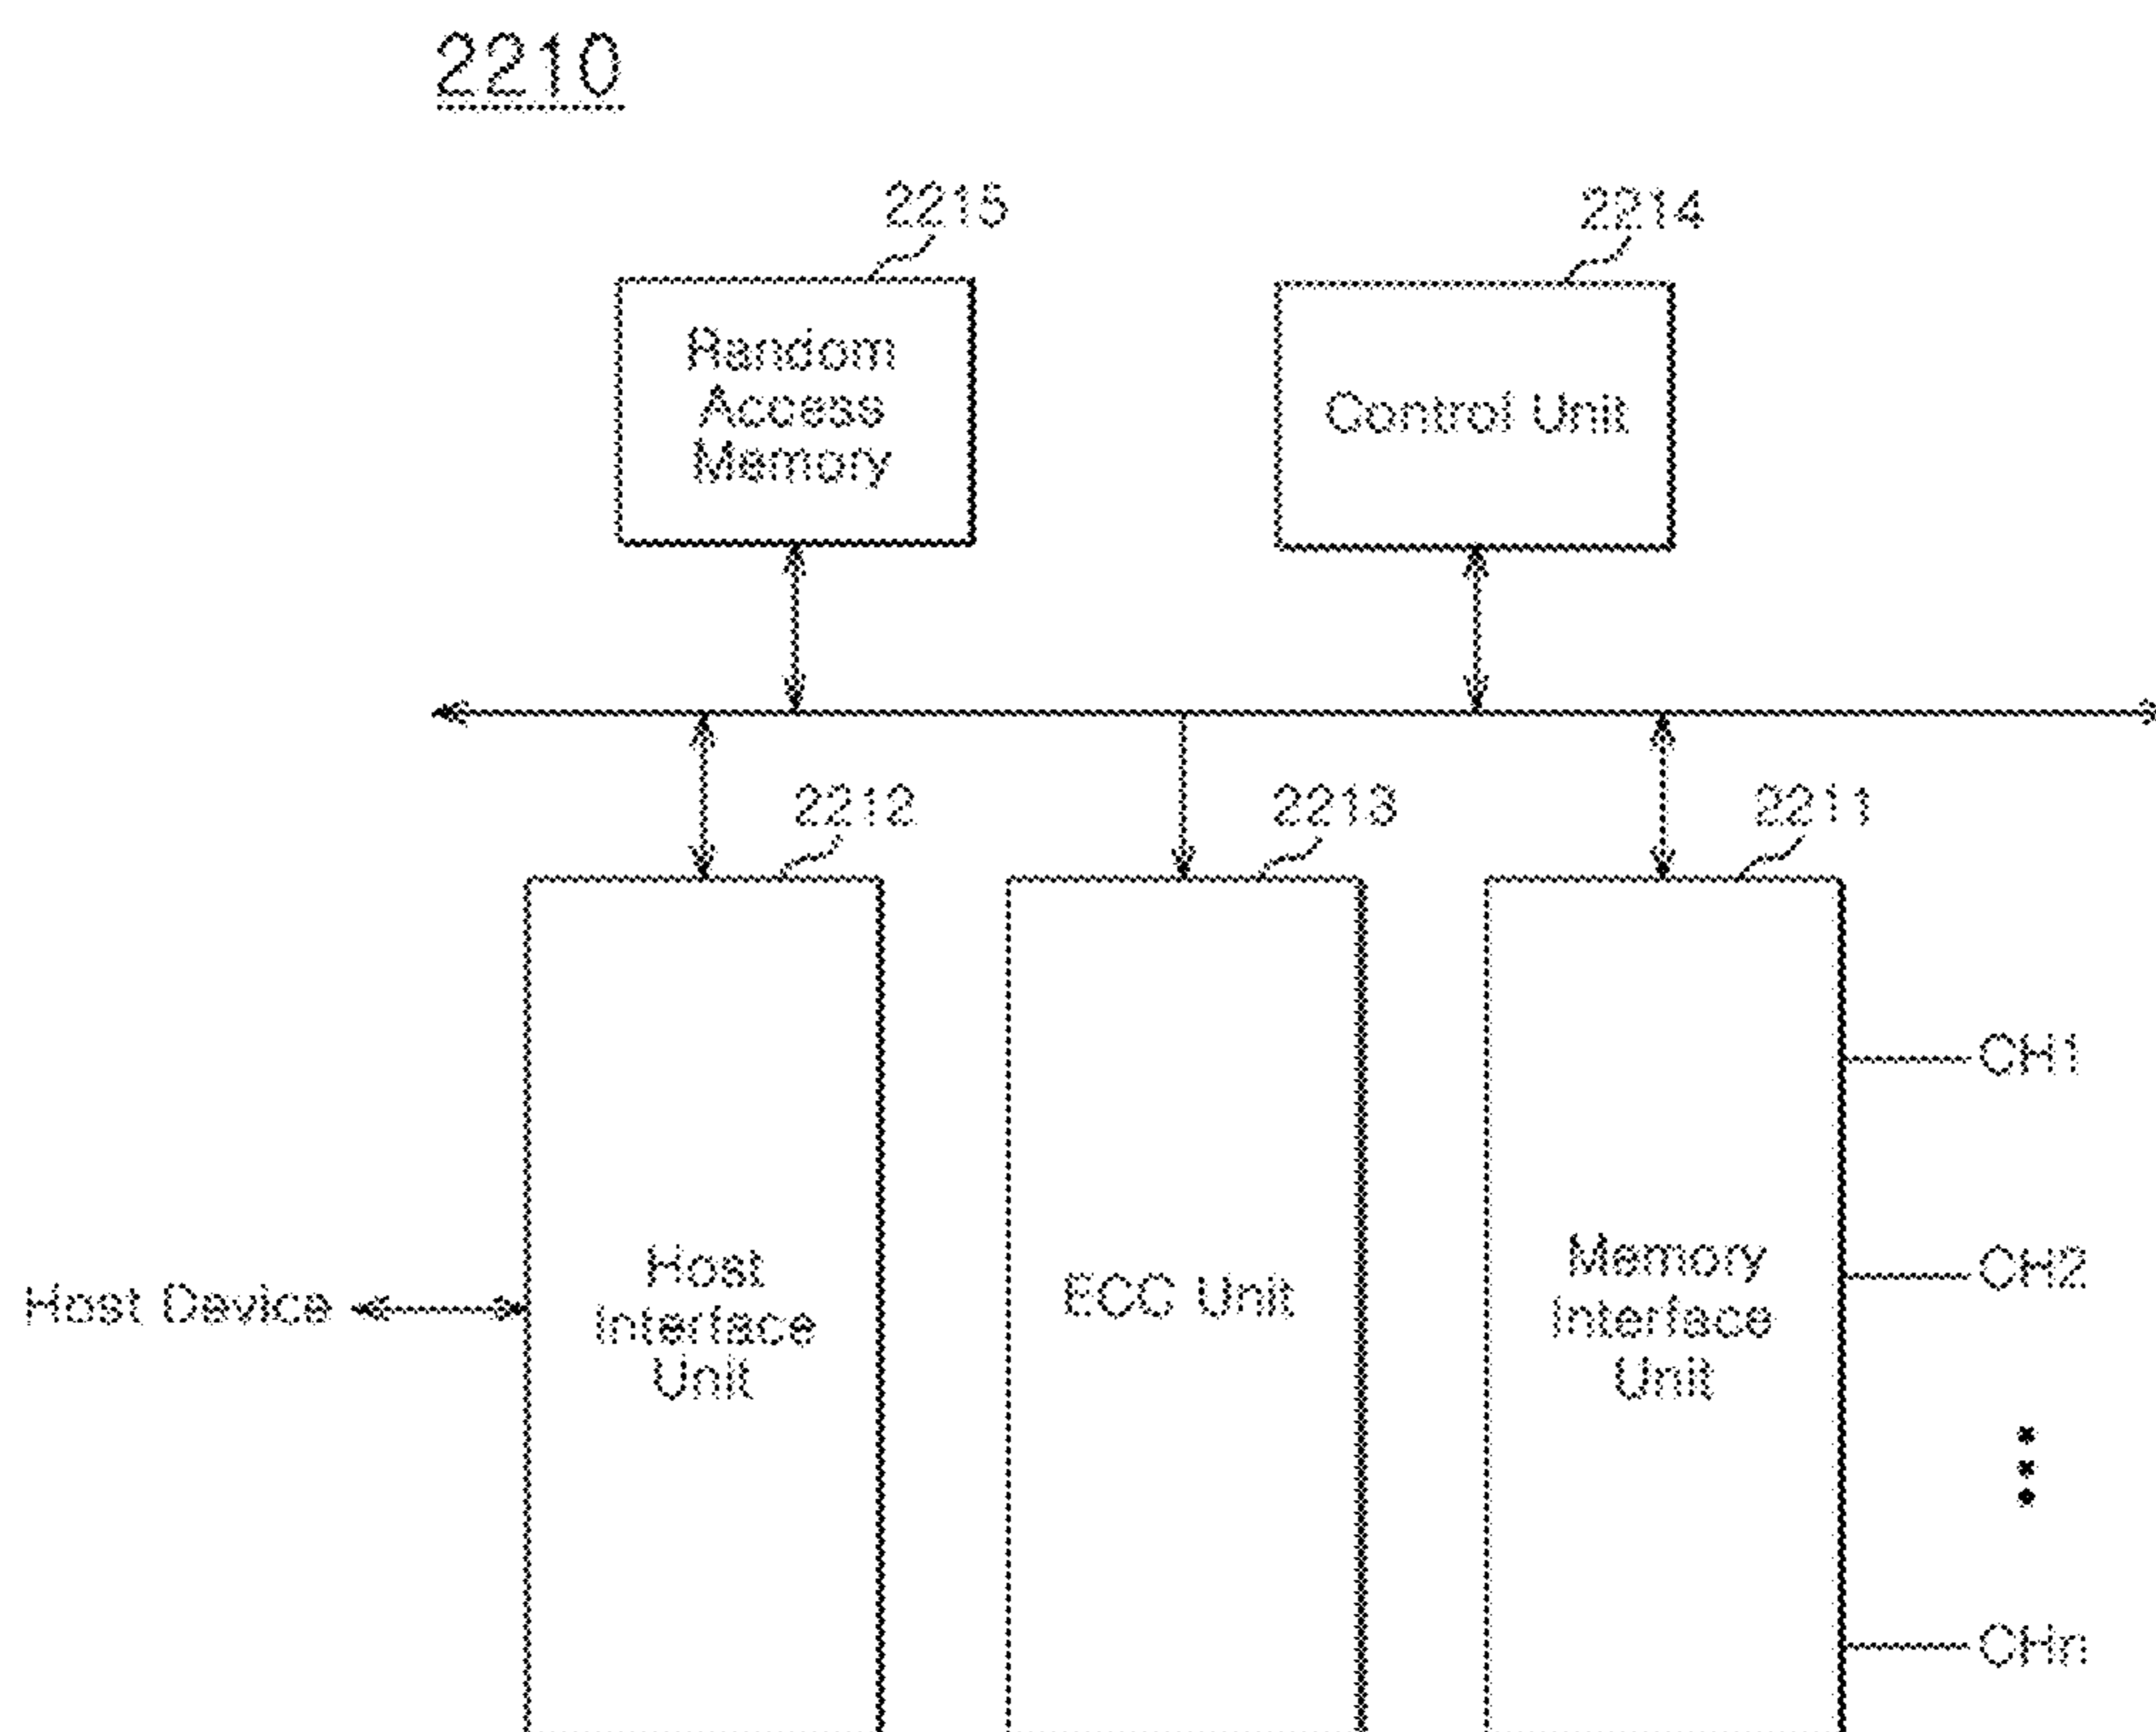 2210
2215
2214
Random
Access
Memory
Control Unit
2212
2213
2211
CH1
Host Device
Host
Interface
Unit
ECC Unit
Memory
Interface
Unit
CH2
CHn